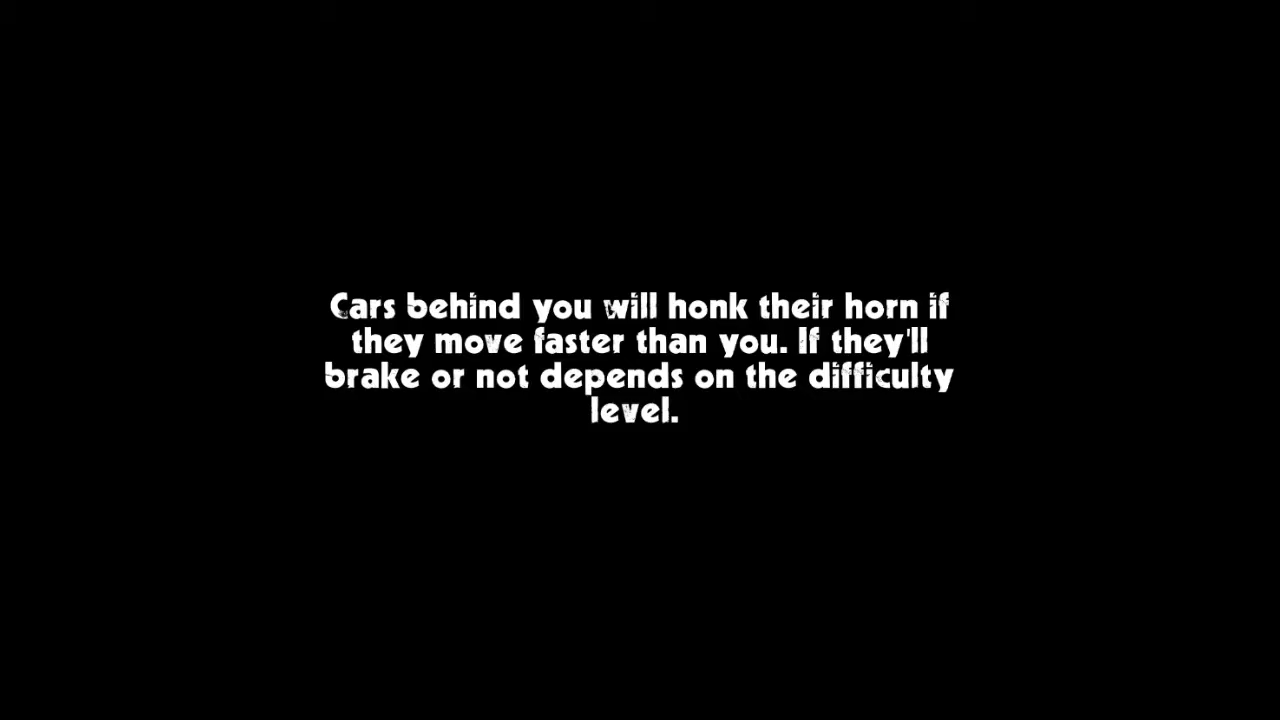 Cars behind you will honk their horn if
they move faster than you. If they'll
brake or not depends on the difficulty
level.